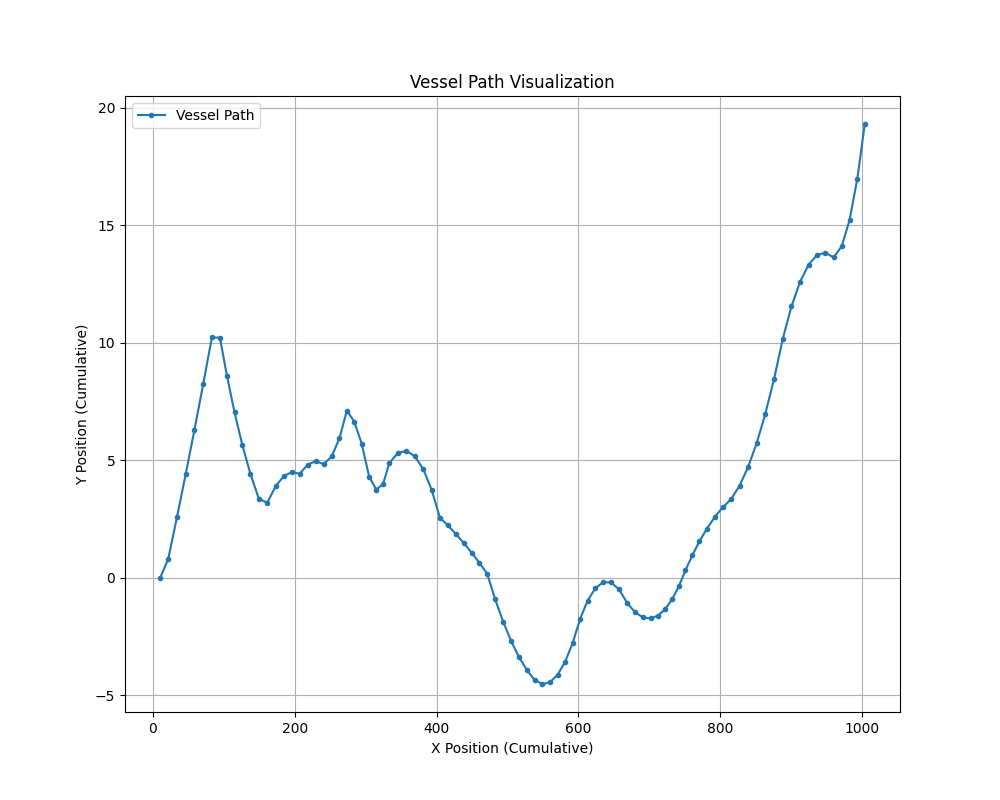 Vessel Path Visualization
Vessel Path
20
15
10
5
0
−5
Y Position (Cumulative)
0 200 400 600 800 1000
X Position (Cumulative)